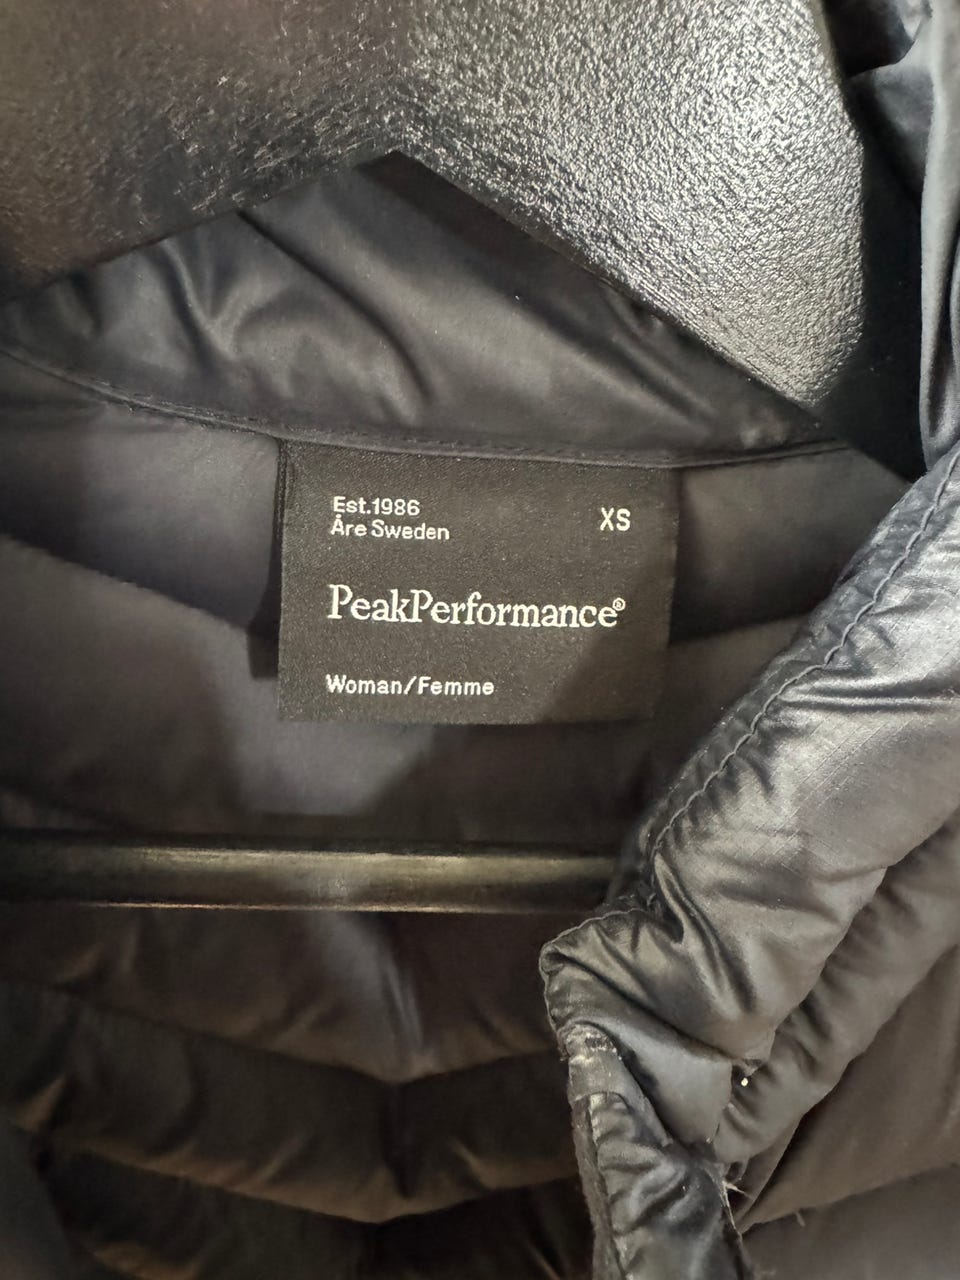 Est.1986
Åre Sweden
XS
PeakPerformance®
Woman/Femme